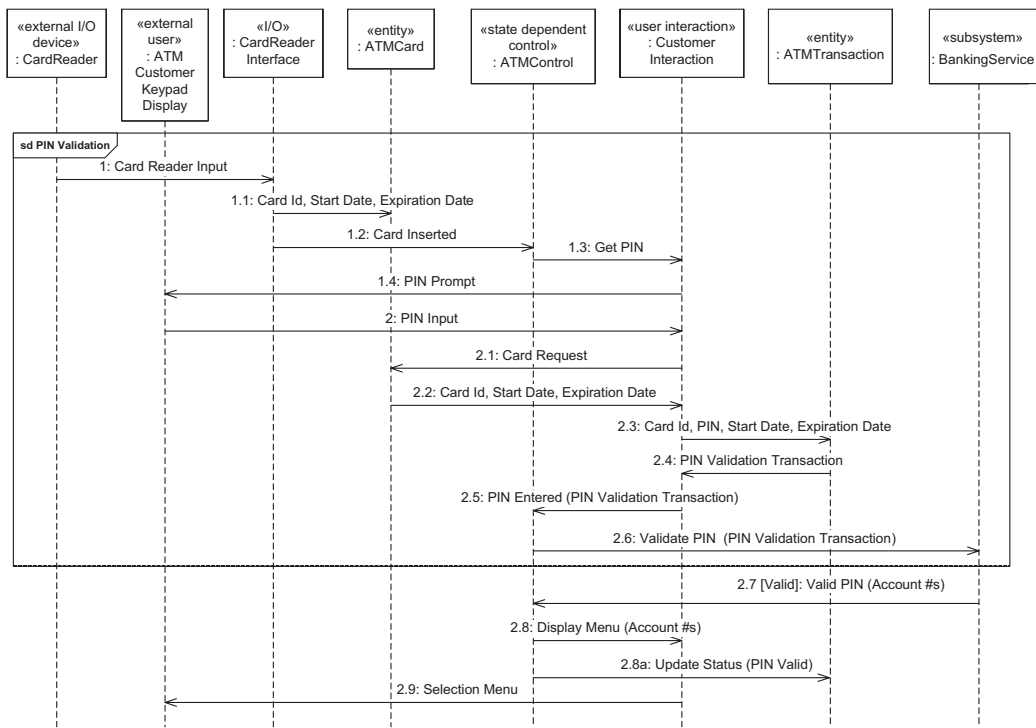 «external I/O
device»
: CardReader
«external
user»
: ATM
Customer
Keypad
Display
«I/O»
: CardReader
Interface
«entity»
: ATMCard
«state dependent
control»
: ATMControl
«user interaction»
: Customer
Interaction
«entity»
: ATMTransaction
«subsystem»
: BankingService
sd PIN Validation
1: Card Reader Input
1.1: Card Id, Start Date, Expiration Date
1.2: Card Inserted
1.3: Get PIN
1.4: PIN Prompt
2: PIN Input
2.1: Card Request
2.2: Card Id, Start Date, Expiration Date
2.3: Card Id, PIN, Start Date, Expiration Date
2.4: PIN Validation Transaction
2.5: PIN Entered (PIN Validation Transaction)
2.6: Validate PIN (PIN Validation Transaction)
2.7 [Valid]: Valid PIN (Account #s)
2.8: Display Menu (Account #s)
2.8a: Update Status (PIN Valid)
2.9: Selection Menu